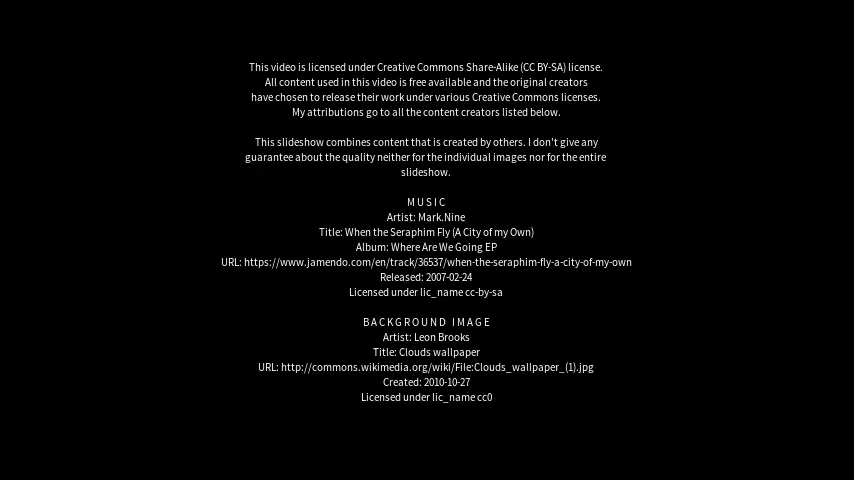 This video is licensed under Creative Commons Share-Alike (CC BY-SA) license.
All content used in this video is free available and the original creators
have chosen to release their work under various Creative Commons licenses.
My attributions go to all the content creators listed below.
This slideshow combines content that is created by others. I don't give any
guarantee about the quality neither for the individual images nor for the entire
slideshow.
MUSIC
Artist: Mark.Nine
Title: When the Seraphim Fly (A City of my Own)
Album: Where Are We Going EP
URL: https://www.jamendo.com/en/track/36537/when-the-seraphim-fly-a-city-of-my-own
Released: 2007-02-24
Licensed under lic_name cc-by-sa
BACKGROUND IMAGE
Artist: Leon Brooks
Title: Clouds wallpaper
URL: http://commons.wikimedia.org/wiki/File:Clouds_wallpaper_(1).jpg
Created: 2010-10-27
Licensed under lic_name cc0